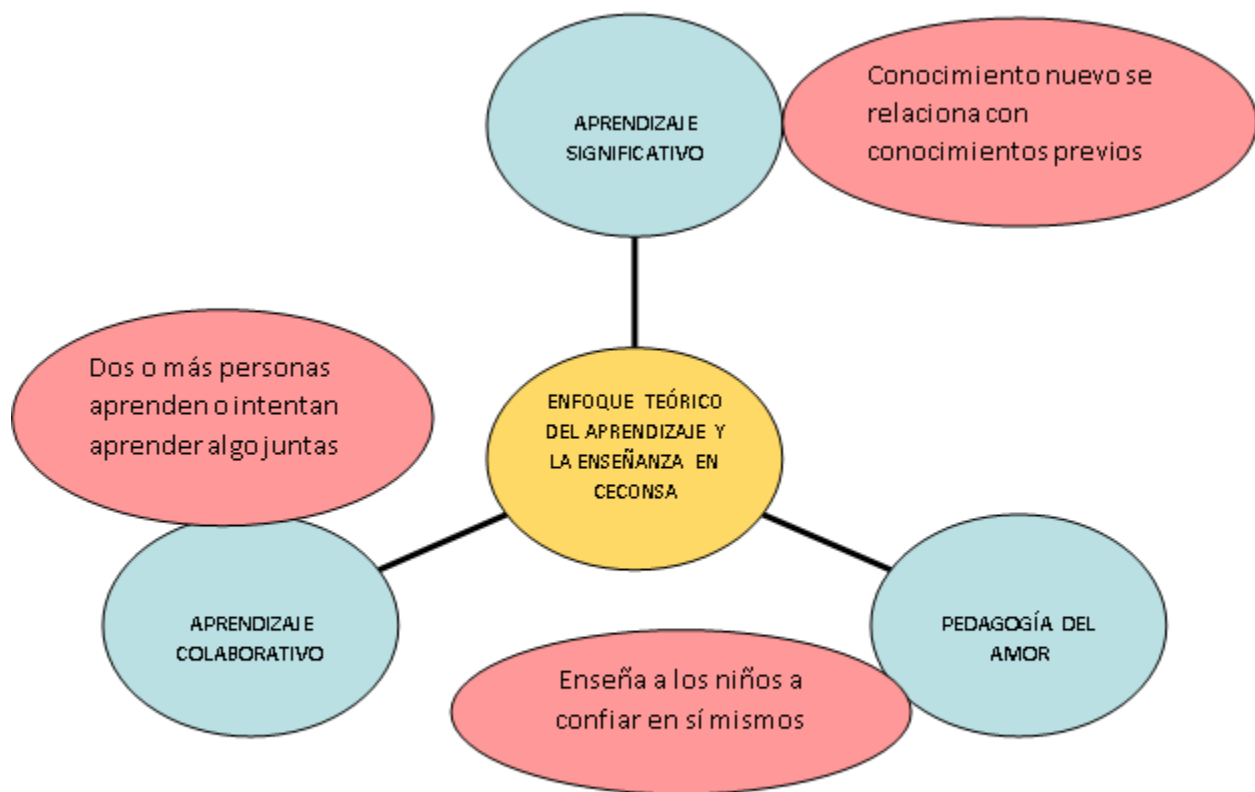 APRENDIZAJE
SIGNIFICATIVO
Conocimiento nuevo se
relaciona con
conocimientos previos
Dos o más personas
aprenden o intentan
aprender algo juntas
ENFOQUE TEÓRICO
DEL APRENDIZAJE Y
LA ENSEÑANZA EN
CECONSA
APRENDIZAJE
COLABORATIVO
PEDAGOGÍA DEL
AMOR
Enseña a los niños a
confiar en sí mismos